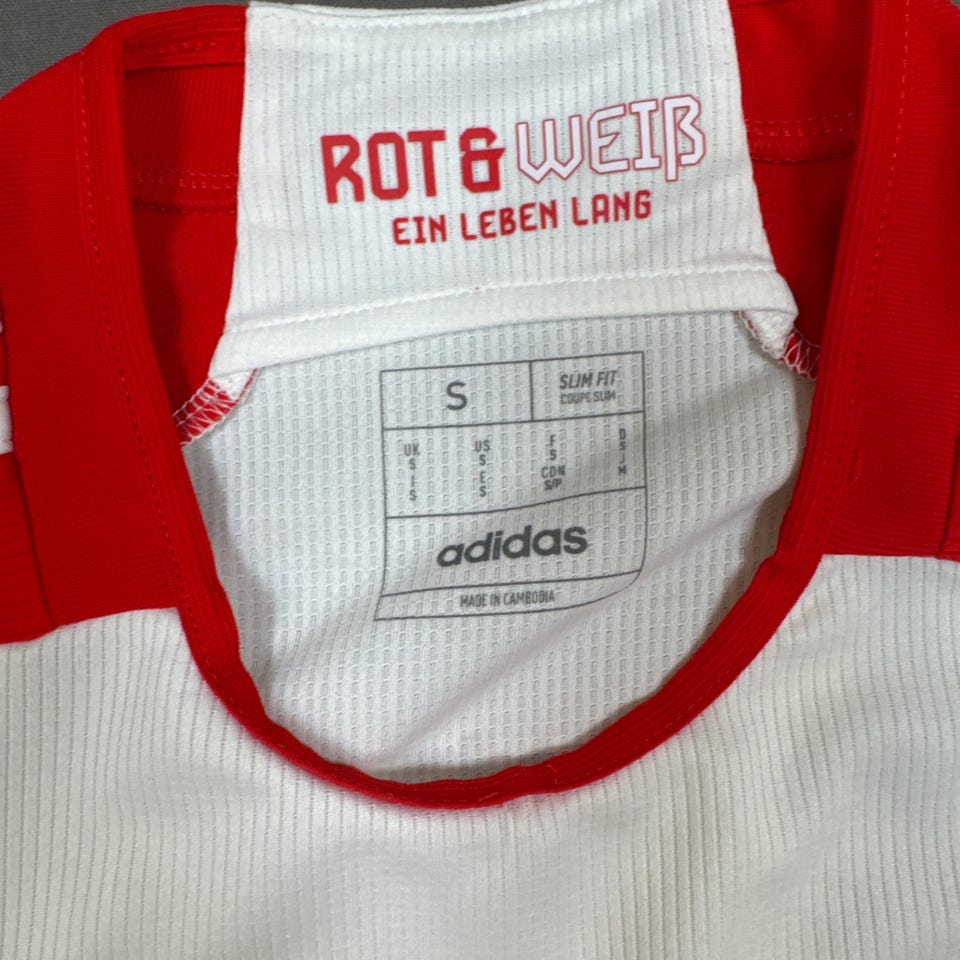 ROT & WEIß
EIN LEBEN LANG
S
SLIM FIT
COUPE SLIM
UK
S
I
S
US
S
E
S
F
S
CDN
S/P
D
S
J
M
adidas
MADE IN CAMBODIA